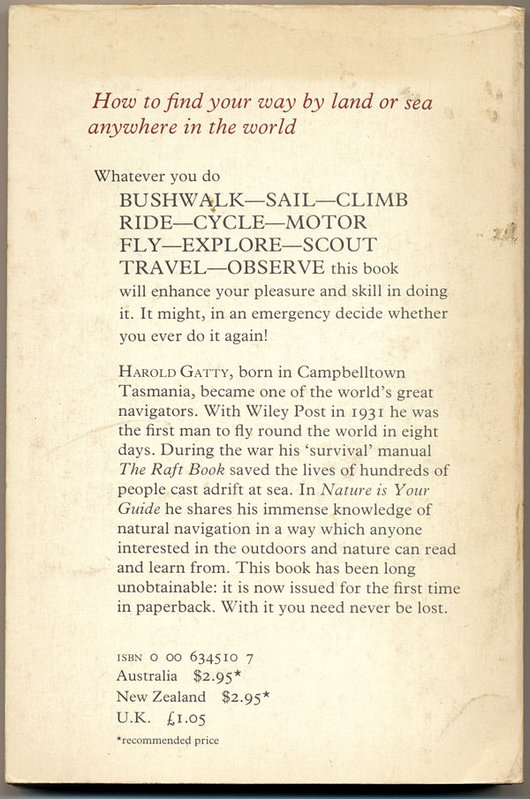 How to find your way by land or sea
anywhere in the world
Whatever you do
BUSHWALK—SAIL—CLIMB
RIDE—CYCLE—MOTOR
FLY—EXPLORE—SCOUT
TRAVEL—OBSERVE this book
will enhance your pleasure and skill in doing
it. It might, in an emergency decide whether
you ever do it again!
HAROLD GATTY, born in Campbelltown
Tasmania, became one of the world's great
navigators. With Wiley Post in 1931 he was
the first man to fly round the world in eight
days. During the war his 'survival' manual
The Raft Book saved the lives of hundreds of
people cast adrift at sea. In Nature is Your
Guide he shares his immense knowledge of
natural navigation in a way which anyone
interested in the outdoors and nature can read
and learn from. This book has been long
unobtainable: it is now issued for the first time
in paperback. With it you need never be lost.
ISBN 0 00 634510 7
Australia $2.95*
New Zealand $2.95*
U.K. £1.05
*recommended price